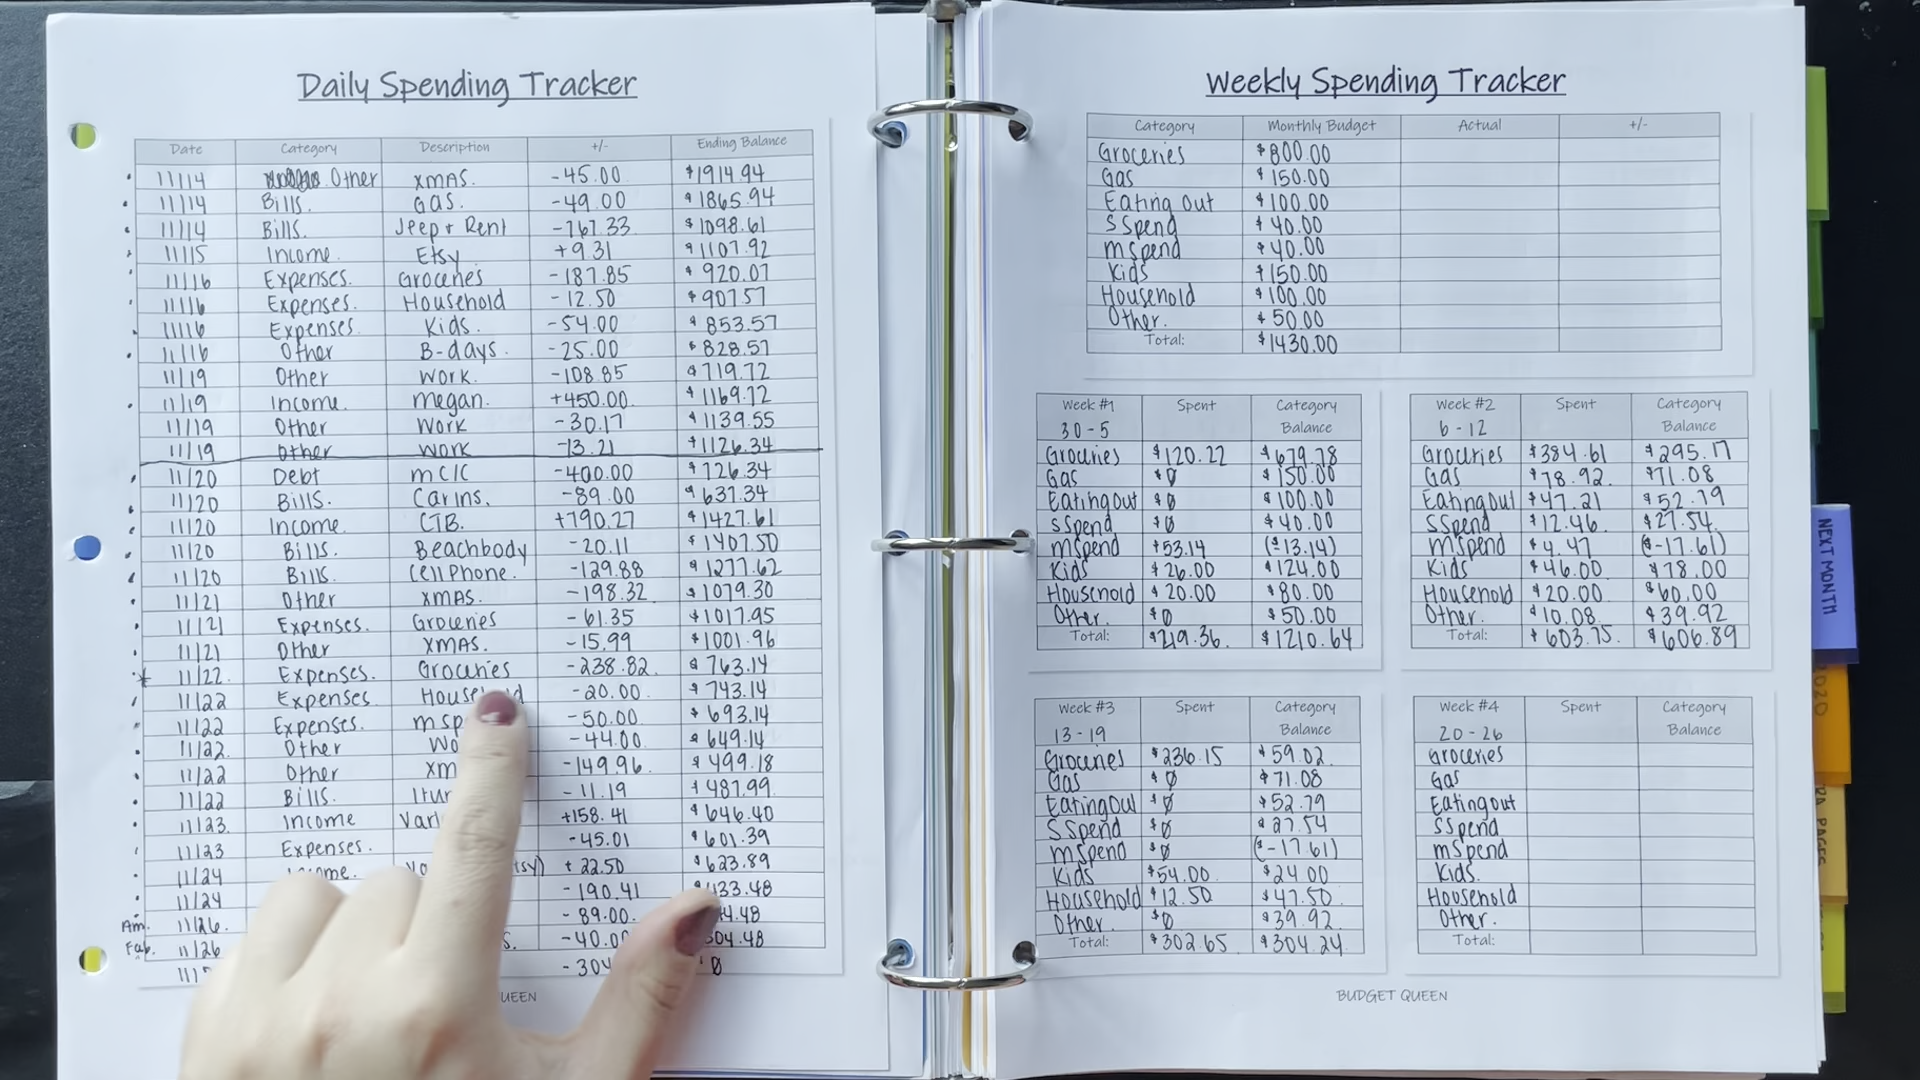 Daily Spending Tracker
Date Category Description +/- Ending Balance
11/14 Other XMAS. -45.00 $1914.94
11/14 Bills. Gas. -49.00 $1865.94
11/14 Bills. Jeep + Rent -767.33 $1098.61
11/15 Income. Etsy +9.31 $1107.92
11/16 Expenses. Groceries -187.85 $920.07
11/16 Expenses. Household -12.50 $907.57
11/16 Expenses. Kids. -54.00 $853.57
11/16 Other B-days. -25.00 $828.57
11/19 Other Work. -108.85 $719.72
11/19 Income. megan. +450.00 $1169.72
11/19 Other Work -30.17 $1139.55
11/19 Other Work -13.21 $1126.34
11/20 Debt mC/C -400.00 $726.34
11/20 Bills. Car ins. -89.00 $637.34
11/20 Income. CTB. +790.27 $1427.61
11/20 Bills. Beachbody -20.11 $1407.50
11/20 Bills. Cell Phone. -129.88 $1277.62
11/21 Other XMAS. -198.32 $1079.30
11/21 Expenses. Groceries -61.35 $1017.95
11/21 Other XMAS. -15.99 $1001.96
11/22. Expenses. Groceries -238.82. $763.14
11/22 Expenses -20.00 $743.14
11/22 Expenses. -50.00 $693.14
11/22. Other -44.00 $649.14
11/22 Other -149.96. $499.18
11/22 Bills. -11.19 $487.99
11/23. Income +158.41 $646.40
11/23 Expenses. -45.01 $601.39
11/24 +22.50 $623.89
11/24 -190.41
Am. 11/26. -89.00.
Fab. 11/26
$0
Weekly Spending Tracker
Category Monthly Budget Actual +/-
Groceries $800.00
Gas $150.00
Eating Out $100.00
S Spend $40.00
m Spend $40.00
Kids $150.00
Household $100.00
Other. $50.00
Total: $1430.00
Week #1 Spent Category Balance
30-5
Groceries $120.22 $679.78
Gas $0 $150.00
Eating Out $0 $100.00
S Spend $0 $40.00
m Spend $53.14 ($-13.14)
Kids $26.00 $124.00
Household $20.00 $80.00
Other. $0 $50.00
Total: $219.36. $1210.64
Week #2 Spent Category Balance
6-12
Groceries $384.61 $295.17
Gas $78.92. $71.08
Eating Out $47.21 $52.79
S Spend $12.46. $27.54.
m Spend $4.47 ($-17.61)
Kids $46.00 $78.00
Household $20.00 $60.00
Other. $10.08. $39.92
Total: $603.75. $606.89
Week #3 Spent Category Balance
13-19
Groceries $236.15 $59.02.
Gas $0 $71.08
Eating Out $0 $52.79
S Spend $0 $27.54
m Spend $0 ($-17.61)
Kids $54.00. $24.00
Household $12.50 $47.50.
Other $0 $39.92.
Total: $302.65 $304.24.
Week #4 Spent Category Balance
20-26
Groceries
Gas
Eating Out
S Spend
m Spend
Kids.
Household
Other.
Total:
BUDGET QUEEN
NEXT MONTH